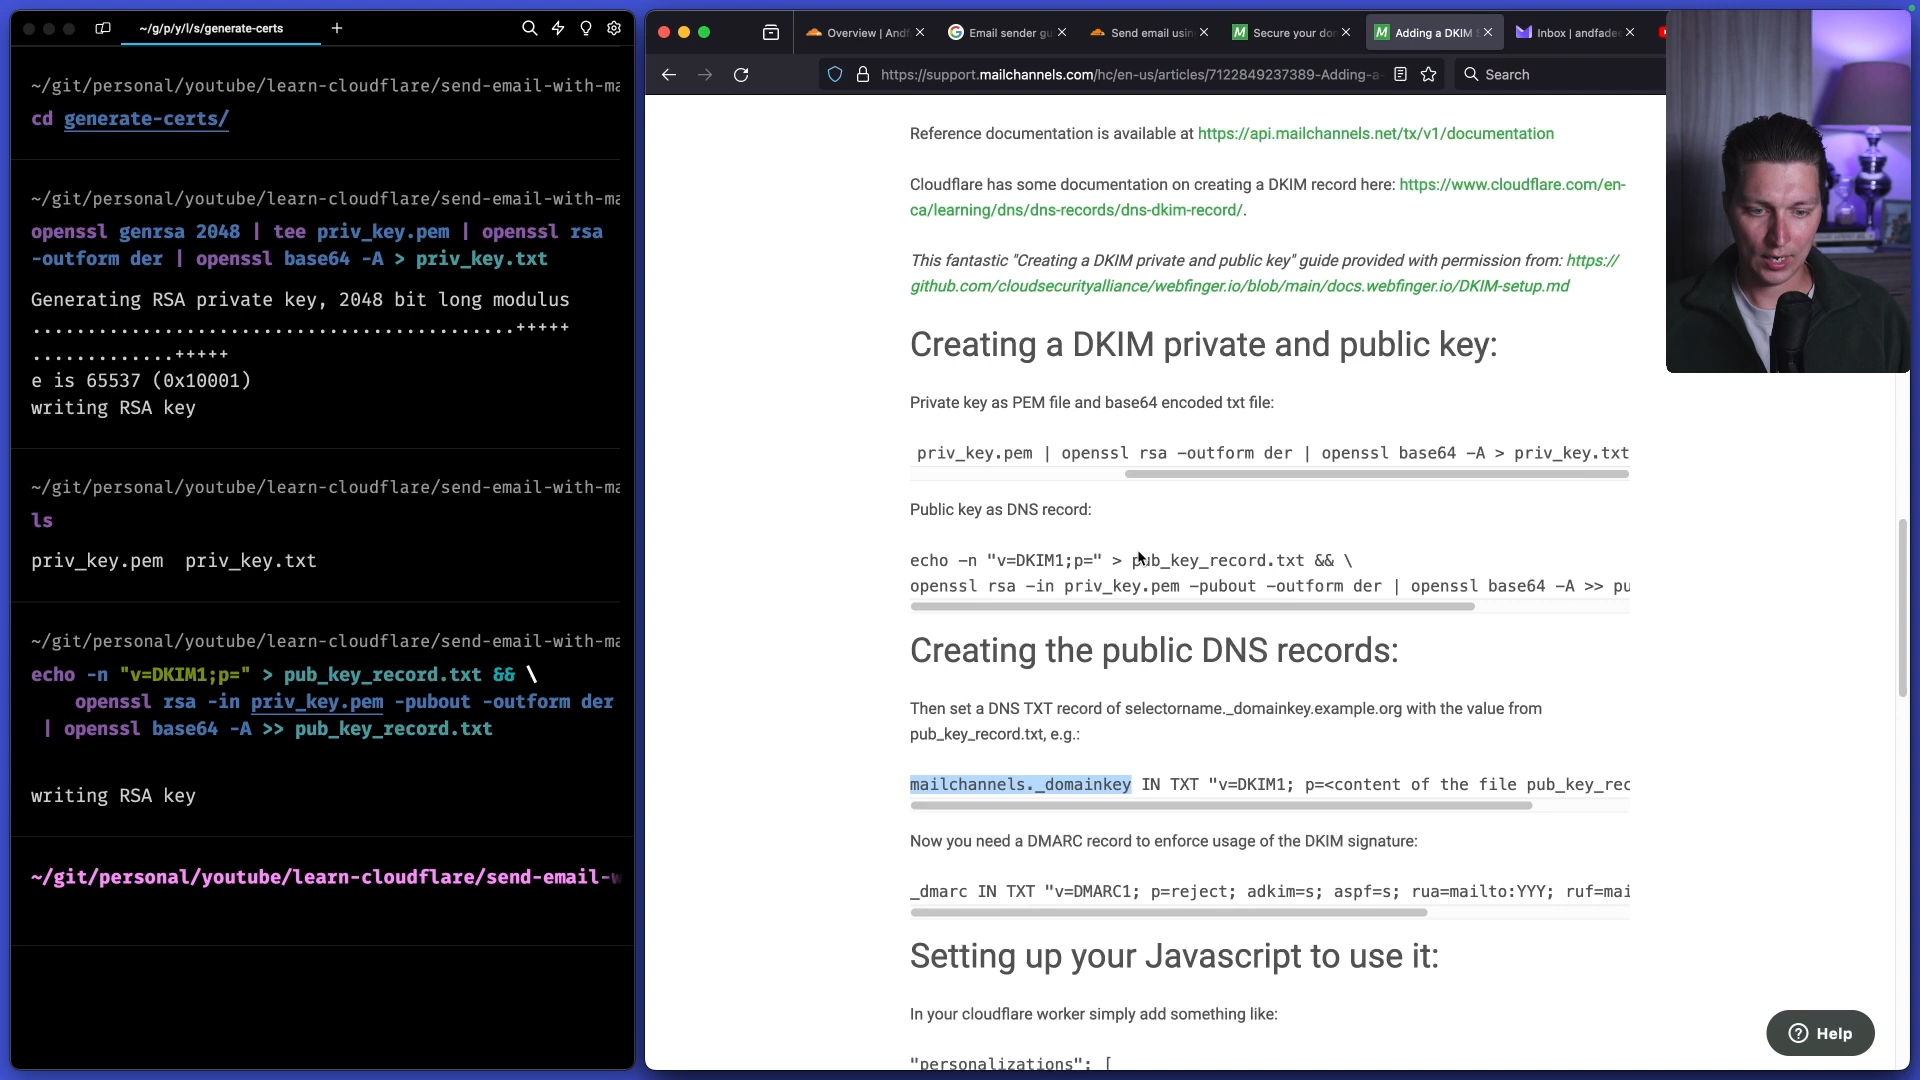 ~/g/p/y/l/s/generate-certs
~/git/personal/youtube/learn-cloudflare/send-email-with-ma
cd generate-certs/
~/git/personal/youtube/learn-cloudflare/send-email-with-ma
openssl genrsa 2048 | tee priv_key.pem | openssl rsa
-outform der | openssl base64 -A > priv_key.txt
Generating RSA private key, 2048 bit long modulus
............................................+++++
.............+++++
e is 65537 (0x10001)
writing RSA key
~/git/personal/youtube/learn-cloudflare/send-email-with-ma
ls
priv_key.pem  priv_key.txt
~/git/personal/youtube/learn-cloudflare/send-email-with-ma
echo -n "v=DKIM1;p=" > pub_key_record.txt && \
openssl rsa -in priv_key.pem -pubout -outform der
| openssl base64 -A >> pub_key_record.txt
writing RSA key
~/git/personal/youtube/learn-cloudflare/send-email-w
Overview | Andf
Email sender gu
Send email usin
Secure your dor
Adding a DKIM S
Inbox | andfade
https://support.mailchannels.com/hc/en-us/articles/7122849237389-Adding-a-
Search
Reference documentation is available at https://api.mailchannels.net/tx/v1/documentation
Cloudflare has some documentation on creating a DKIM record here: https://www.cloudflare.com/en-
ca/learning/dns/dns-records/dns-dkim-record/.
This fantastic "Creating a DKIM private and public key" guide provided with permission from: https://
github.com/cloudsecurityalliance/webfinger.io/blob/main/docs.webfinger.io/DKIM-setup.md
Creating a DKIM private and public key:
Private key as PEM file and base64 encoded txt file:
priv_key.pem | openssl rsa -outform der | openssl base64 -A > priv_key.txt
Public key as DNS record:
echo -n "v=DKIM1;p=" > pub_key_record.txt && \
openssl rsa -in priv_key.pem -pubout -outform der | openssl base64 -A >> pu
Creating the public DNS records:
Then set a DNS TXT record of selectorname._domainkey.example.org with the value from
pub_key_record.txt, e.g.:
mailchannels._domainkey IN TXT "v=DKIM1; p=<content of the file pub_key_rec
Now you need a DMARC record to enforce usage of the DKIM signature:
_dmarc IN TXT "v=DMARC1; p=reject; adkim=s; aspf=s; rua=mailto:YYY; ruf=mai
Setting up your Javascript to use it:
In your cloudflare worker simply add something like:
"personalizations": [
Help